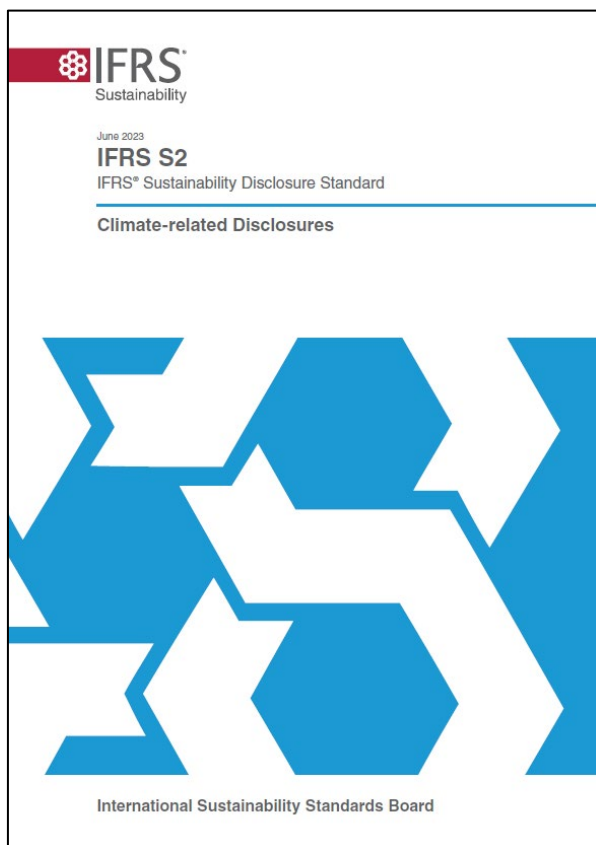 IFRS®
Sustainability
June 2023
IFRS S2
IFRS® Sustainability Disclosure Standard
Climate-related Disclosures
International Sustainability Standards Board